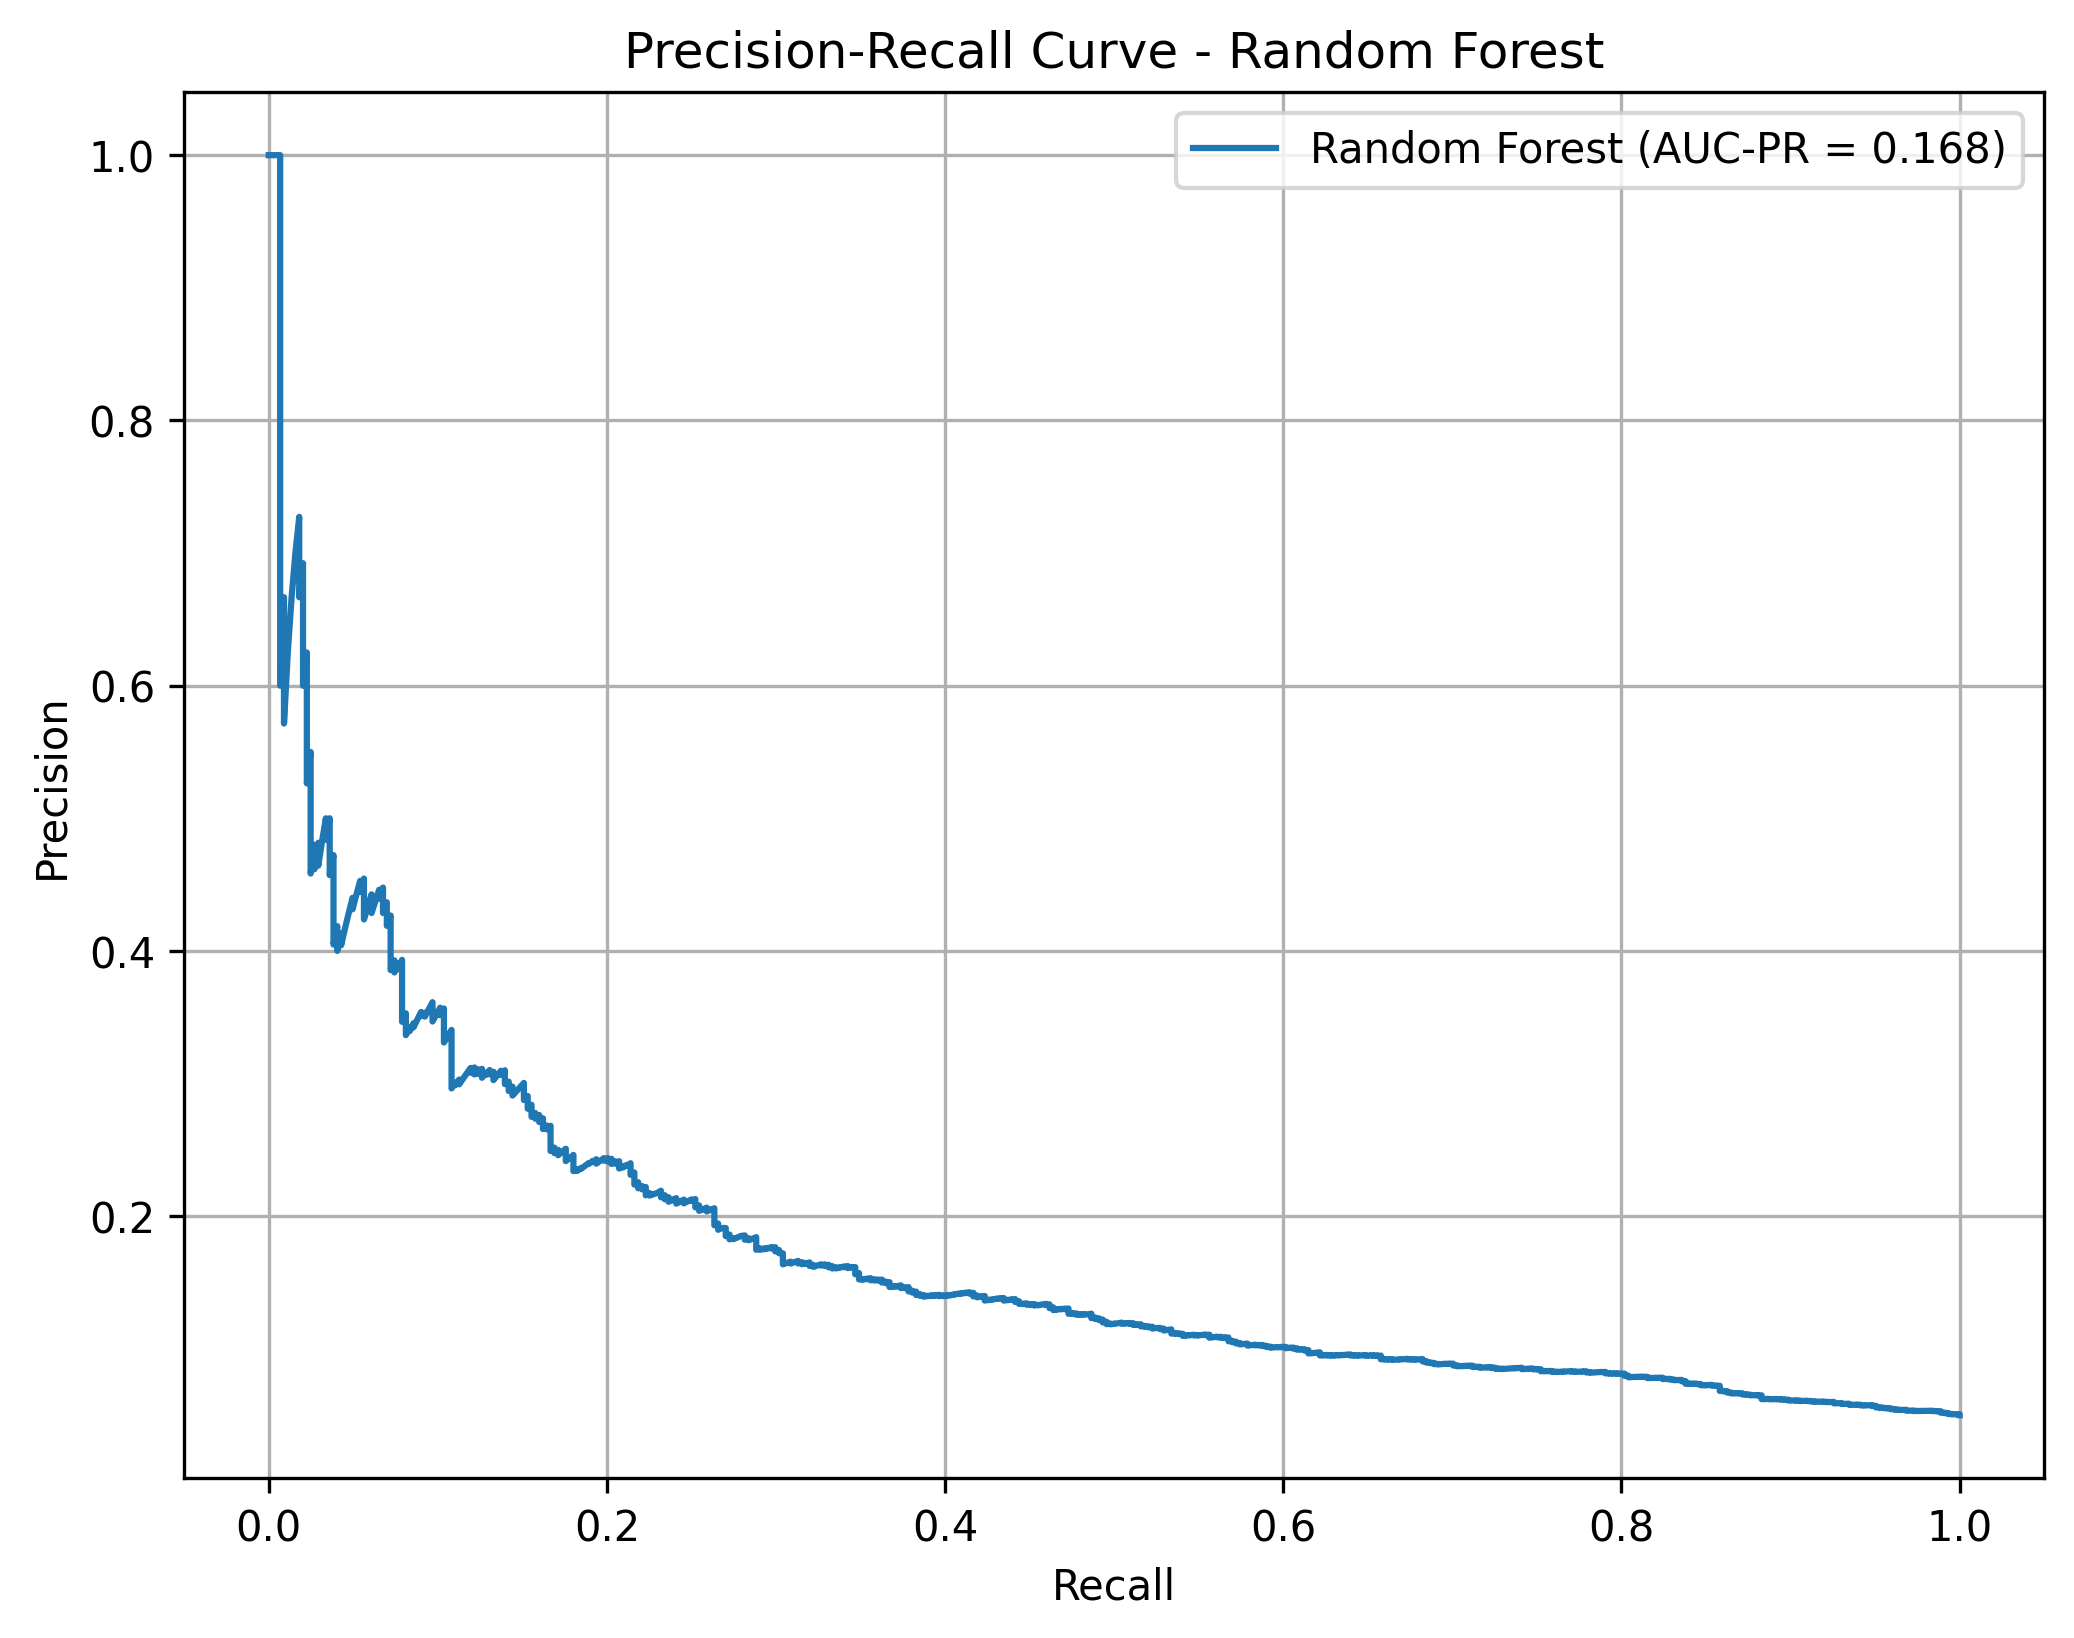 Precision-Recall Curve - Random Forest
Random Forest (AUC-PR = 0.168)
1.0
0.8
0.6
0.4
0.2
Precision
0.0 0.2 0.4 0.6 0.8 1.0
Recall